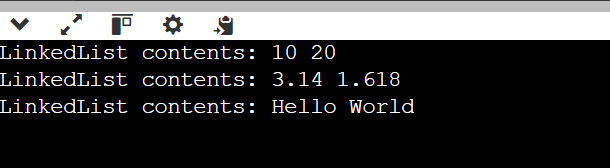 LinkedList contents: 10 20
LinkedList contents: 3.14 1.618
LinkedList contents: Hello World